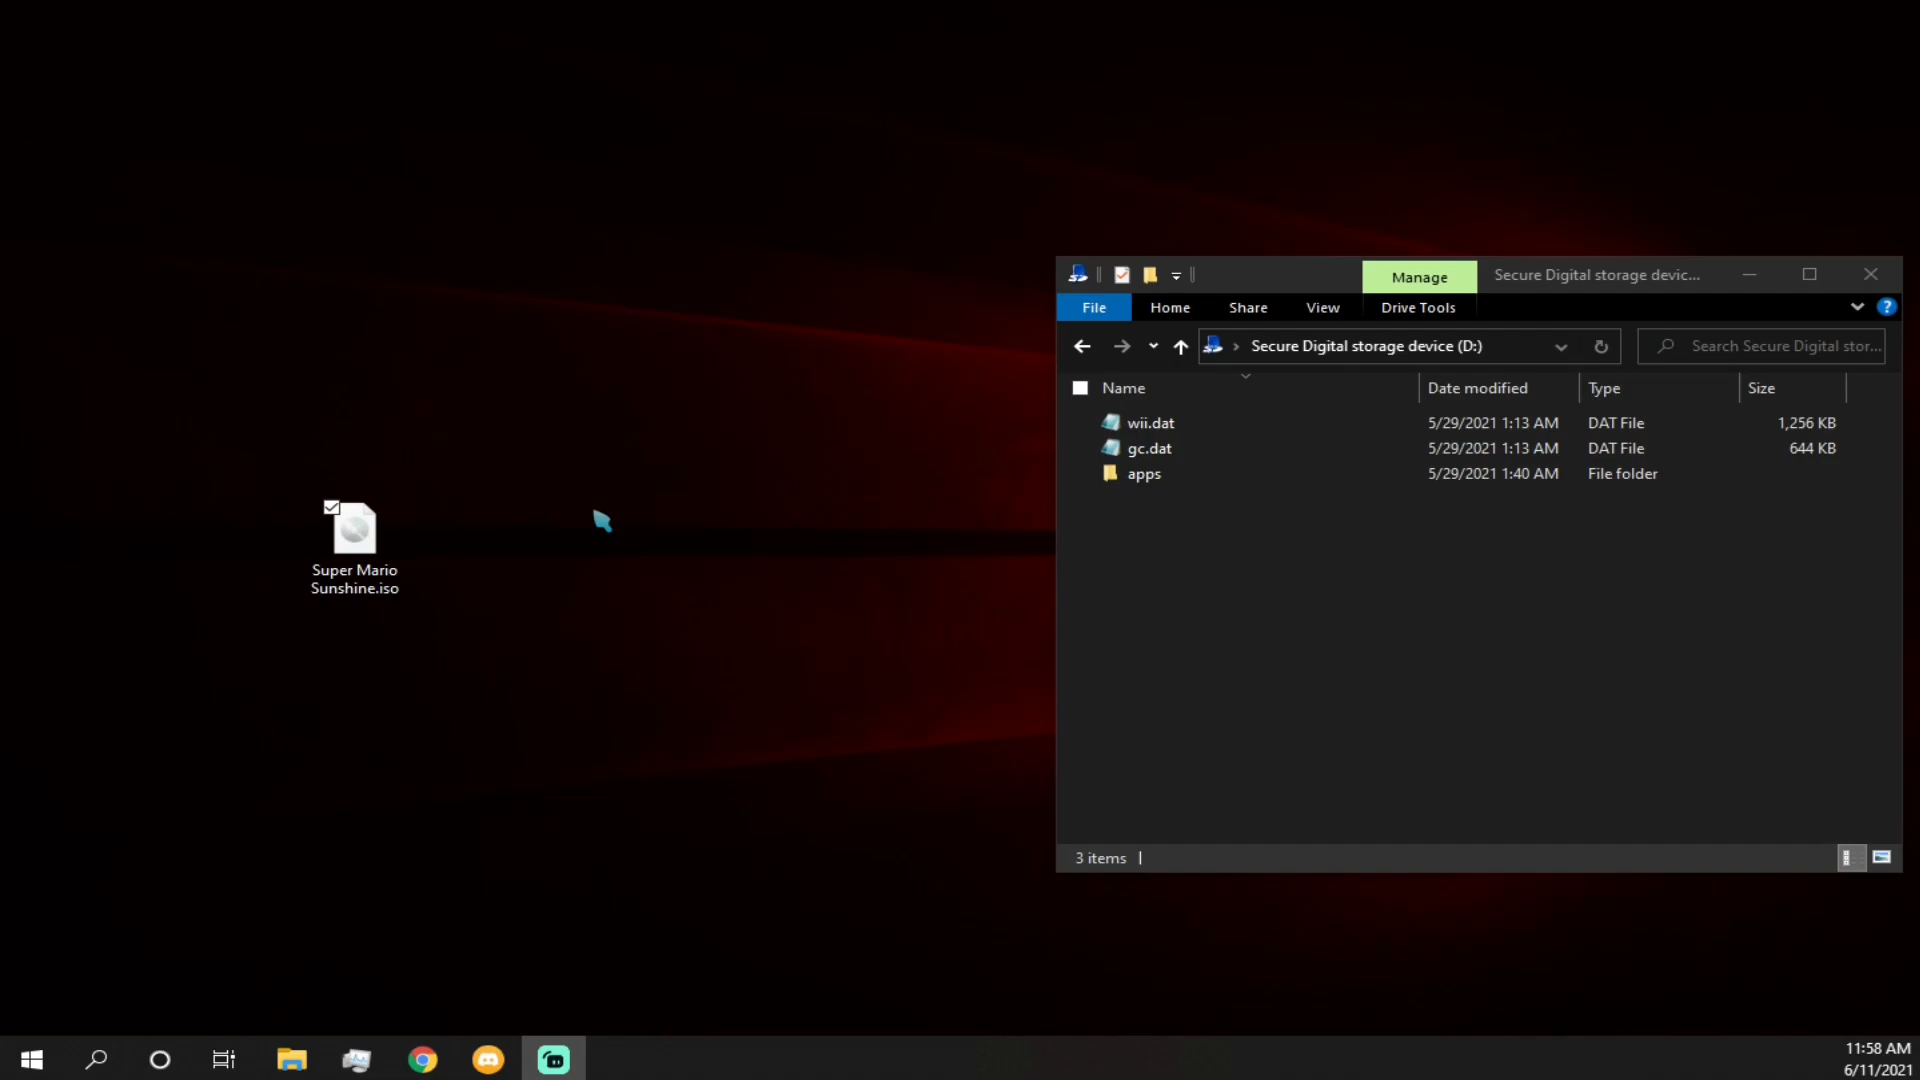 Manage
Secure Digital storage devic...
File
Home
Share
View
Drive Tools
?
Secure Digital storage device (D:)
Search Secure Digital stor...
Name
Date modified
Type
Size
wii.dat
5/29/2021 1:13 AM
DAT File
1,256 KB
gc.dat
5/29/2021 1:13 AM
DAT File
644 KB
apps
5/29/2021 1:40 AM
File folder
Super Mario
Sunshine.iso
3 items
11:58 AM
6/11/2021